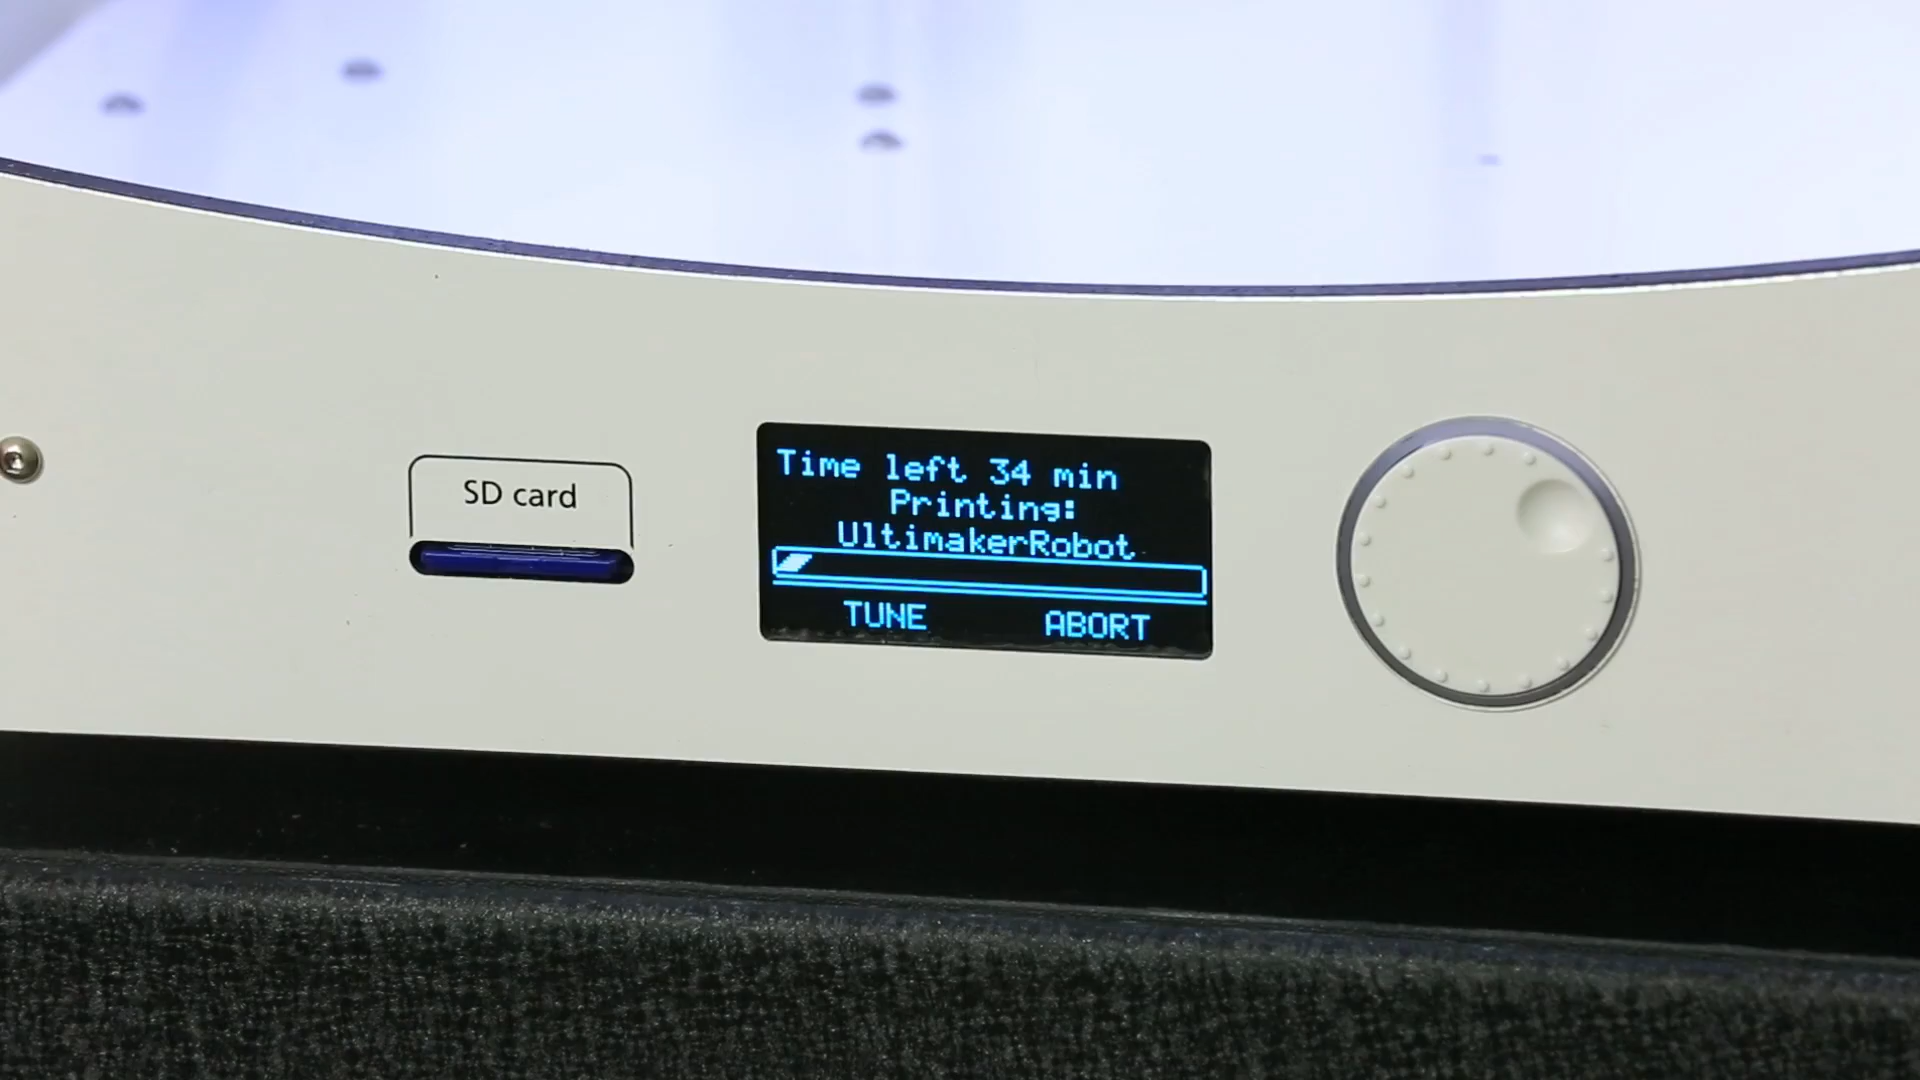 SD card
Time left 34 min
Printing:
UltimakerRobot
TUNE ABORT